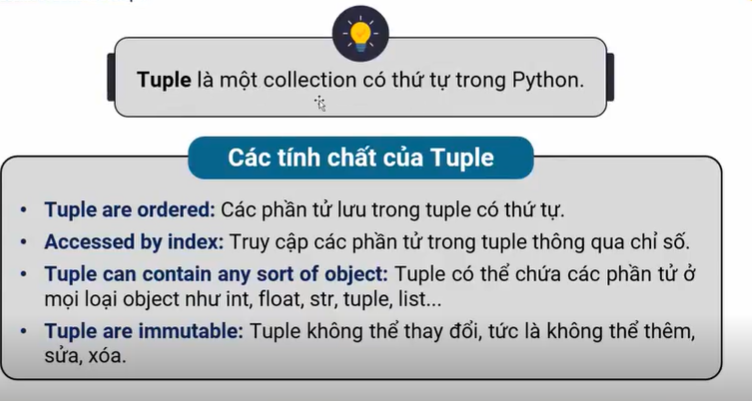 Tuple là một collection có thứ tự trong Python.
Các tính chất của Tuple
• Tuple are ordered: Các phần tử lưu trong tuple có thứ tự.
• Accessed by index: Truy cập các phần tử trong tuple thông qua chỉ số.
• Tuple can contain any sort of object: Tuple có thể chứa các phần tử ở
mọi loại object như int, float, str, tuple, list...
• Tuple are immutable: Tuple không thể thay đổi, tức là không thể thêm,
sửa, xóa.